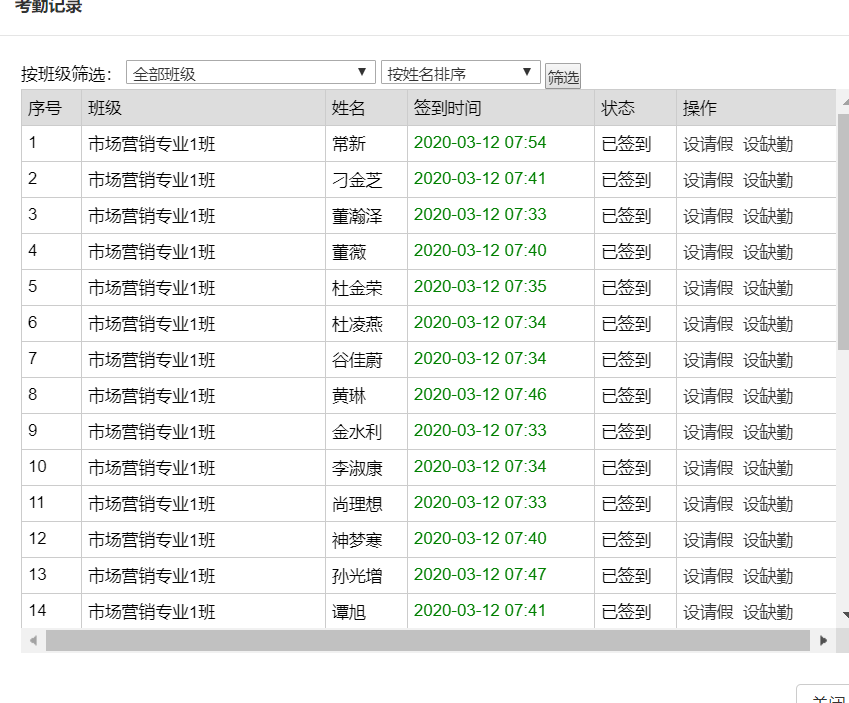 考勤记录
按班级筛选: 全部班级 按姓名排序 筛选
序号 班级 姓名 签到时间 状态 操作
1 市场营销专业1班 常新 2020-03-12 07:54 已签到 设请假 设缺勤
2 市场营销专业1班 刁金芝 2020-03-12 07:41 已签到 设请假 设缺勤
3 市场营销专业1班 董瀚泽 2020-03-12 07:33 已签到 设请假 设缺勤
4 市场营销专业1班 董薇 2020-03-12 07:40 已签到 设请假 设缺勤
5 市场营销专业1班 杜金荣 2020-03-12 07:35 已签到 设请假 设缺勤
6 市场营销专业1班 杜凌燕 2020-03-12 07:34 已签到 设请假 设缺勤
7 市场营销专业1班 谷佳蔚 2020-03-12 07:34 已签到 设请假 设缺勤
8 市场营销专业1班 黄琳 2020-03-12 07:46 已签到 设请假 设缺勤
9 市场营销专业1班 金水利 2020-03-12 07:33 已签到 设请假 设缺勤
10 市场营销专业1班 李淑康 2020-03-12 07:34 已签到 设请假 设缺勤
11 市场营销专业1班 尚理想 2020-03-12 07:33 已签到 设请假 设缺勤
12 市场营销专业1班 神梦寒 2020-03-12 07:40 已签到 设请假 设缺勤
13 市场营销专业1班 孙光增 2020-03-12 07:47 已签到 设请假 设缺勤
14 市场营销专业1班 谭旭 2020-03-12 07:41 已签到 设请假 设缺勤
关闭